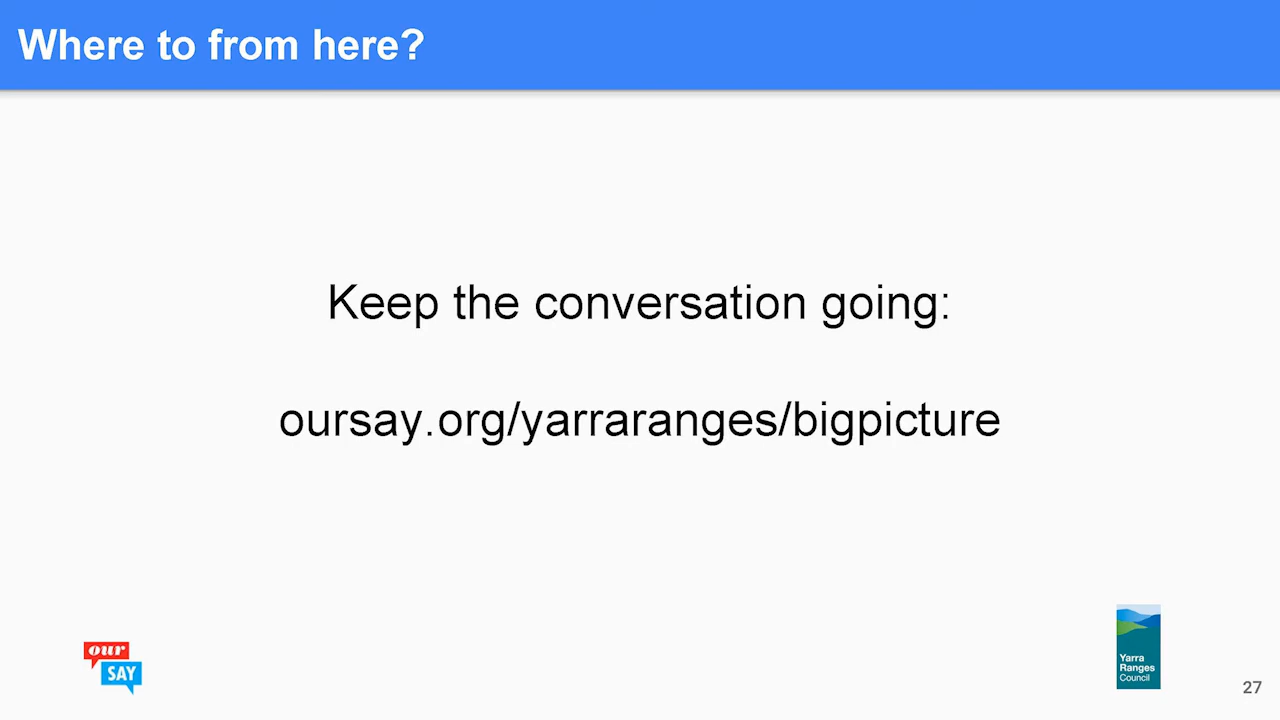 Where to from here?
Keep the conversation going:
oursay.org/yarraranges/bigpicture
our
SAY
Yarra
Ranges
Council
27